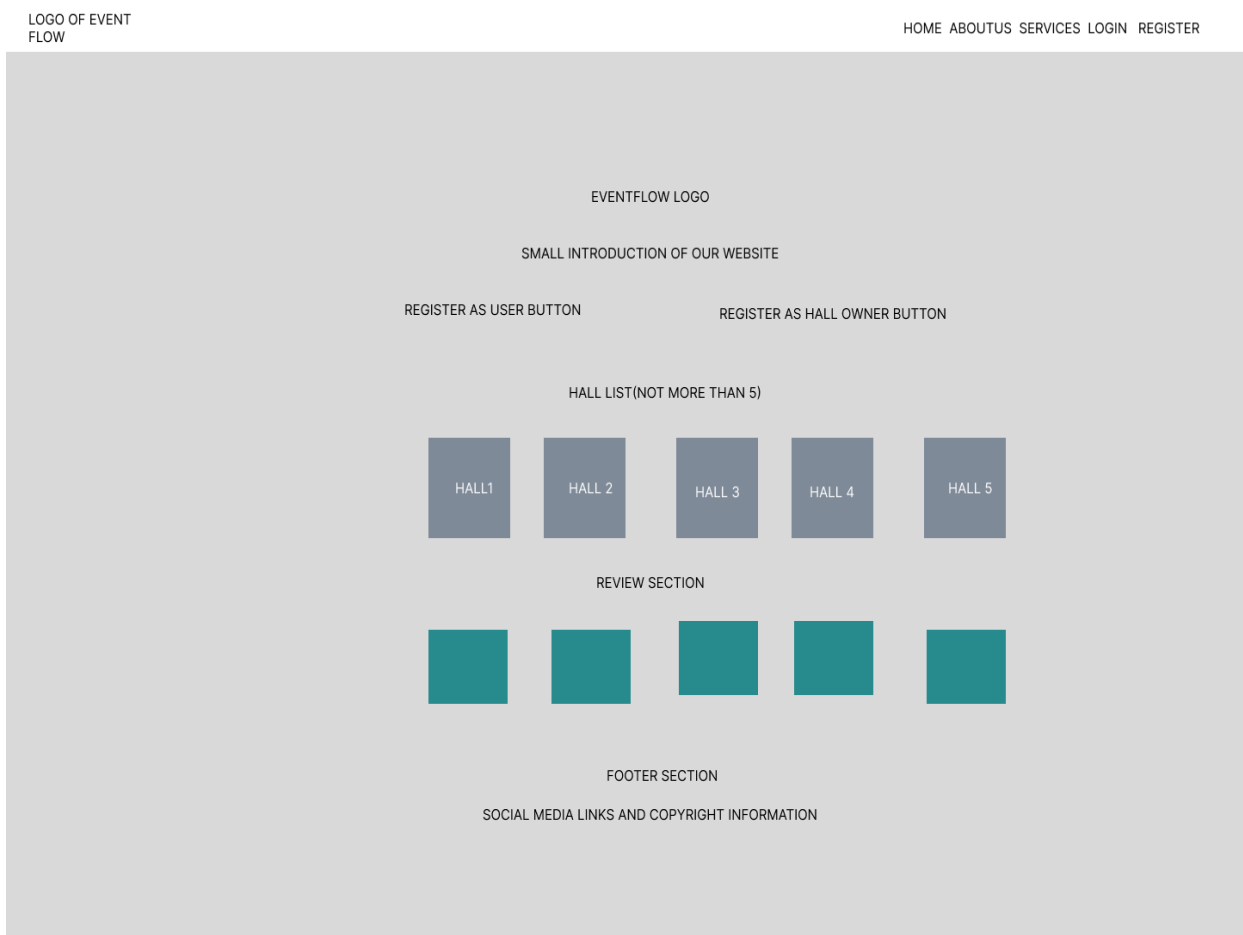 LOGO OF EVENT
FLOW
HOME ABOUTUS SERVICES LOGIN REGISTER
EVENTFLOW LOGO
SMALL INTRODUCTION OF OUR WEBSITE
REGISTER AS USER BUTTON
REGISTER AS HALL OWNER BUTTON
HALL LIST(NOT MORE THAN 5)
HALL1
HALL 2
HALL 3
HALL 4
HALL 5
REVIEW SECTION
FOOTER SECTION
SOCIAL MEDIA LINKS AND COPYRIGHT INFORMATION